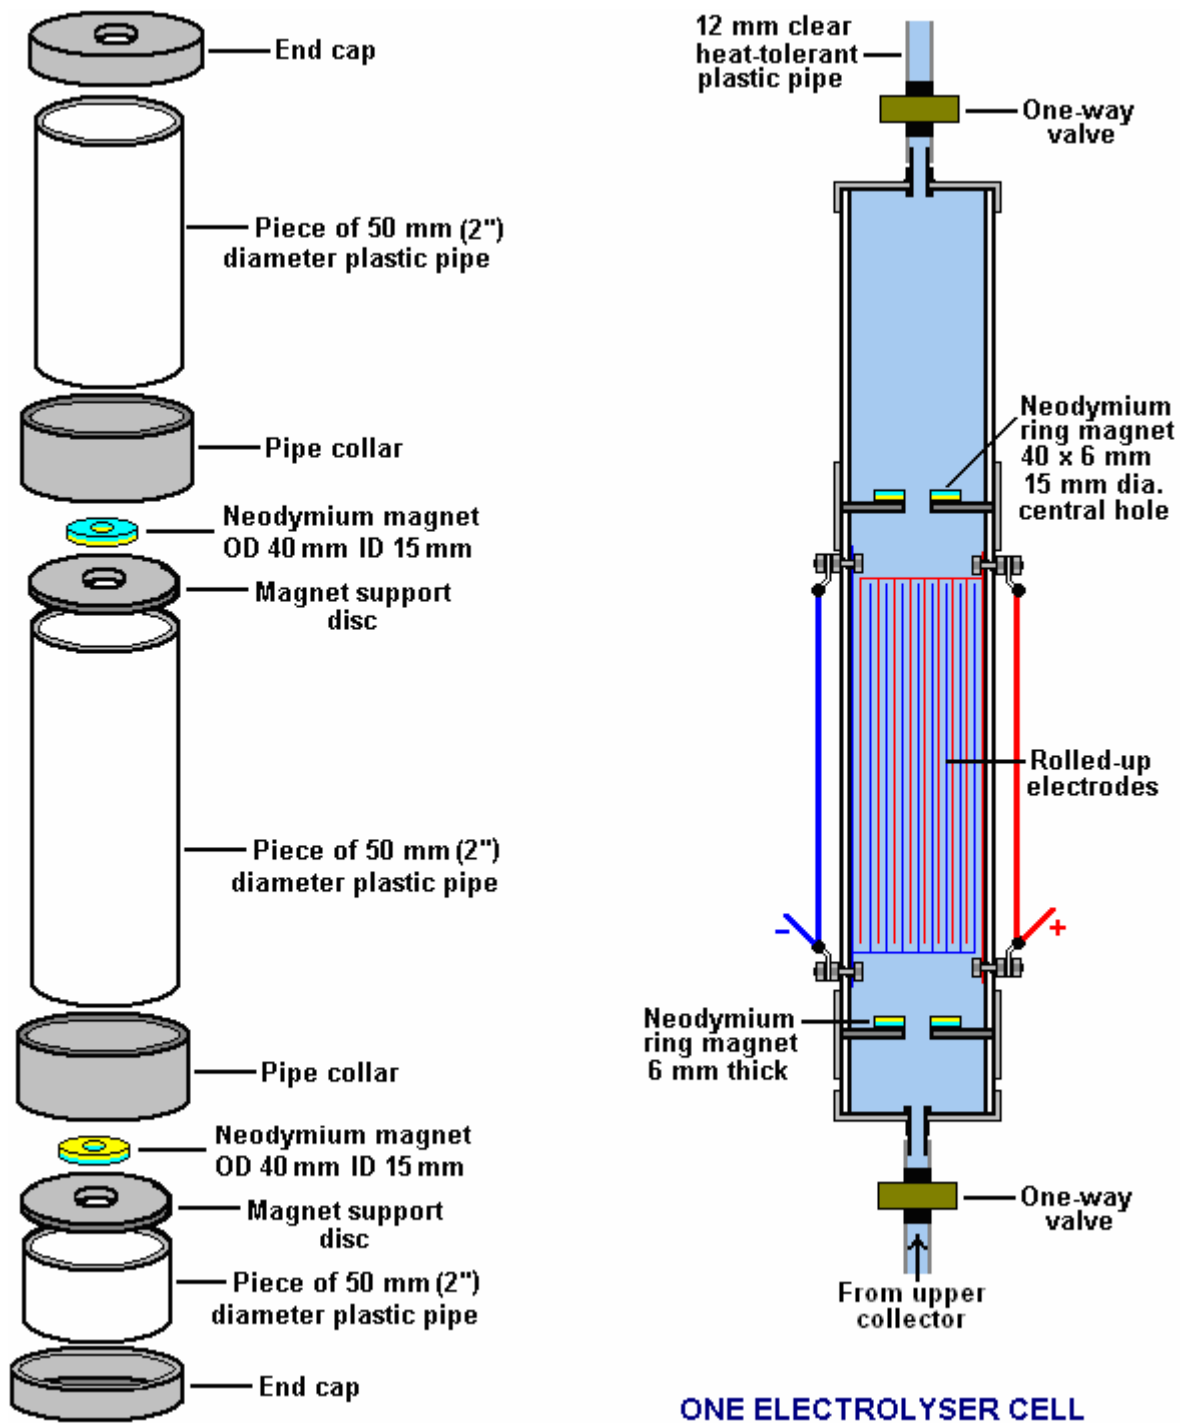 End cap
Piece of 50 mm (2")
diameter plastic pipe
Pipe collar
Neodymium magnet
OD 40 mm ID 15 mm
Magnet support
disc
Piece of 50 mm (2")
diameter plastic pipe
Pipe collar
Neodymium magnet
OD 40 mm ID 15 mm
Magnet support
disc
Piece of 50 mm (2")
diameter plastic pipe
End cap
12 mm clear
heat-tolerant
plastic pipe
One-way
valve
Neodymium
ring magnet
40 x 6 mm
15 mm dia.
central hole
Rolled-up
electrodes
-
+
Neodymium
ring magnet
6 mm thick
One-way
valve
From upper
collector
ONE ELECTROLYSER CELL